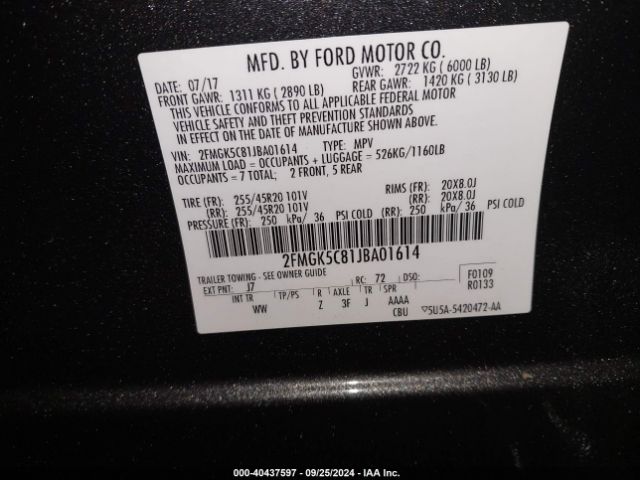 MFD. BY FORD MOTOR CO.
DATE: 07/17 GVWR: 2722 KG ( 6000 LB)
FRONT GAWR: 1311 KG ( 2890 LB) REAR GAWR: 1420 KG ( 3130 LB)
THIS VEHICLE CONFORMS TO ALL APPLICABLE FEDERAL MOTOR
VEHICLE SAFETY AND THEFT PREVENTION STANDARDS
IN EFFECT ON THE DATE OF MANUFACTURE SHOWN ABOVE.
VIN: 2FMGK5C81JBA01614 TYPE: MPV
MAXIMUM LOAD = OCCUPANTS + LUGGAGE = 526KG/1160LB
OCCUPANTS = 7 TOTAL; 2 FRONT, 5 REAR
TIRE (FR): 255/45R20 101V RIMS (FR): 20X8.0J
(RR): 255/45R20 101V (RR): 20X8.0J
PRESSURE (FR): 250 kPa/ 36 PSI COLD (RR): 250 kPa/ 36 PSI COLD
2FMGK5C81JBA01614
TRAILER TOWING - SEE OWNER GUIDE
EXT PNT: J7 RC: 72 DSO: F0109
INT TR TP/PS R AXLE TR SPR R0133
WW Z 3F J AAAA
CBU 5U5A-5420472-AA
000-40437597 - 09/25/2024 - IAA Inc.